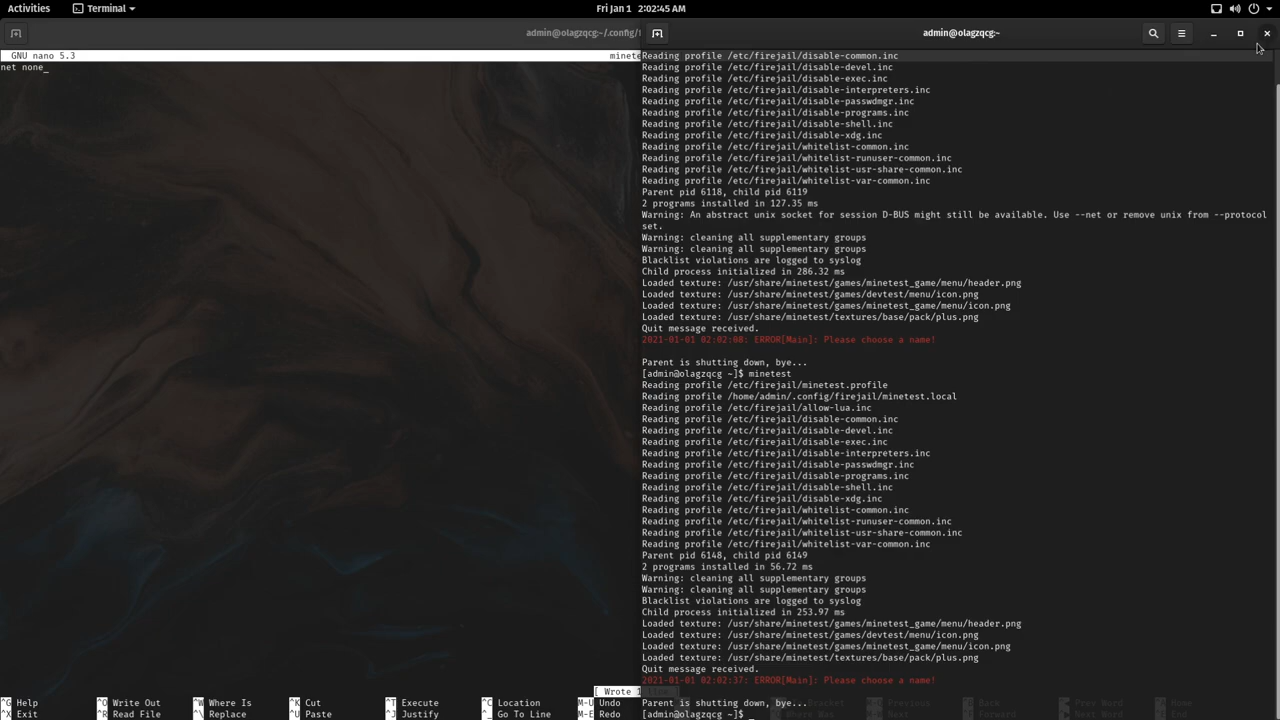 Activities Terminal Fri Jan 1 2:02:45 AM
admin@olagzqcg:~/.config/f
GNU nano 5.3 minete
net none_
[ Wrote 1 line ]
^G Help ^O Write Out ^W Where Is ^K Cut ^T Execute ^C Location M-U Undo
^X Exit ^R Read File ^\ Replace ^U Paste ^J Justify ^_ Go To Line M-E Redo
admin@olagzqcg:~
Reading profile /etc/firejail/disable-common.inc
Reading profile /etc/firejail/disable-devel.inc
Reading profile /etc/firejail/disable-exec.inc
Reading profile /etc/firejail/disable-interpreters.inc
Reading profile /etc/firejail/disable-passwdmgr.inc
Reading profile /etc/firejail/disable-programs.inc
Reading profile /etc/firejail/disable-shell.inc
Reading profile /etc/firejail/disable-xdg.inc
Reading profile /etc/firejail/whitelist-common.inc
Reading profile /etc/firejail/whitelist-runuser-common.inc
Reading profile /etc/firejail/whitelist-usr-share-common.inc
Reading profile /etc/firejail/whitelist-var-common.inc
Parent pid 6118, child pid 6119
2 programs installed in 127.35 ms
Warning: An abstract unix socket for session D-BUS might still be available. Use --net or remove unix from --protocol
set.
Warning: cleaning all supplementary groups
Warning: cleaning all supplementary groups
Blacklist violations are logged to syslog
Child process initialized in 286.32 ms
Loaded texture: /usr/share/minetest/games/minetest_game/menu/header.png
Loaded texture: /usr/share/minetest/games/devtest/menu/icon.png
Loaded texture: /usr/share/minetest/games/minetest_game/menu/icon.png
Loaded texture: /usr/share/minetest/textures/base/pack/plus.png
Quit message received.
2021-01-01 02:02:08: ERROR[Main]: Please choose a name!
Parent is shutting down, bye...
[admin@olagzqcg ~]$ minetest
Reading profile /etc/firejail/minetest.profile
Reading profile /home/admin/.config/firejail/minetest.local
Reading profile /etc/firejail/allow-lua.inc
Reading profile /etc/firejail/disable-common.inc
Reading profile /etc/firejail/disable-devel.inc
Reading profile /etc/firejail/disable-exec.inc
Reading profile /etc/firejail/disable-interpreters.inc
Reading profile /etc/firejail/disable-passwdmgr.inc
Reading profile /etc/firejail/disable-programs.inc
Reading profile /etc/firejail/disable-shell.inc
Reading profile /etc/firejail/disable-xdg.inc
Reading profile /etc/firejail/whitelist-common.inc
Reading profile /etc/firejail/whitelist-runuser-common.inc
Reading profile /etc/firejail/whitelist-usr-share-common.inc
Reading profile /etc/firejail/whitelist-var-common.inc
Parent pid 6148, child pid 6149
2 programs installed in 56.72 ms
Warning: cleaning all supplementary groups
Warning: cleaning all supplementary groups
Blacklist violations are logged to syslog
Child process initialized in 253.97 ms
Loaded texture: /usr/share/minetest/games/minetest_game/menu/header.png
Loaded texture: /usr/share/minetest/games/devtest/menu/icon.png
Loaded texture: /usr/share/minetest/games/minetest_game/menu/icon.png
Loaded texture: /usr/share/minetest/textures/base/pack/plus.png
Quit message received.
2021-01-01 02:02:37: ERROR[Main]: Please choose a name!
Parent is shutting down, bye...
[admin@olagzqcg ~]$ _